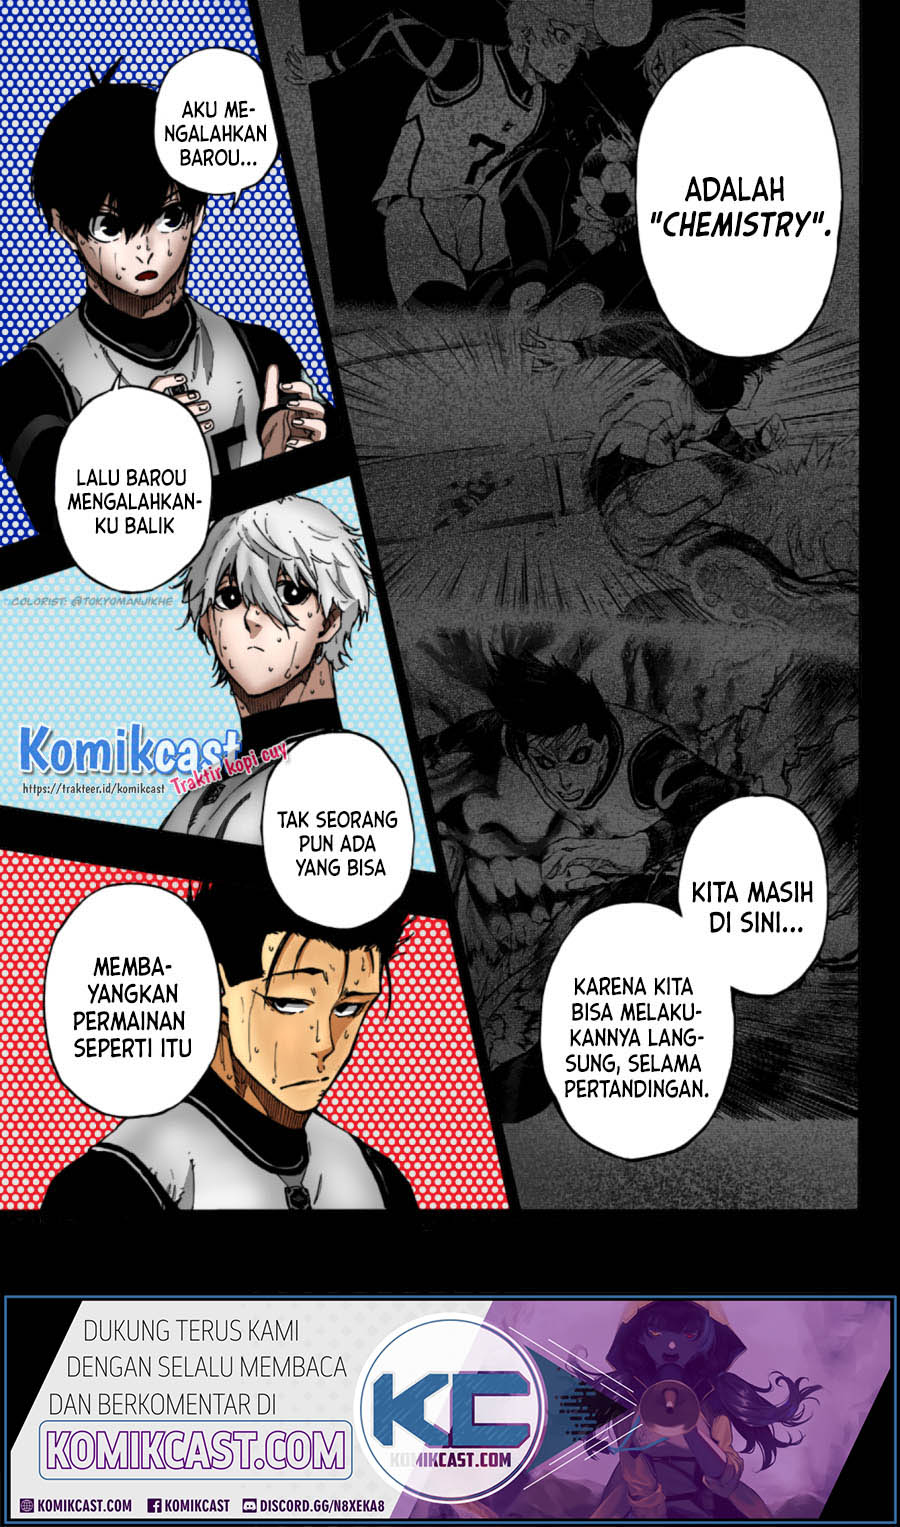 ADALAH
"CHEMISTRY".
KITA MASIH
DI SINI...
KARENA KITA
BISA MELAKU-
KANNYA LANG-
SUNG, SELAMA
PERTANDINGAN.
AKU ME-
NGALAHKAN
BAROU...
LALU BAROU
MENGALAHKAN-
KU BALIK
COLORIST: @TOKYOMANJIKHE
Komikcast
Traktir kopi cuy
https://trakteer.id/komikcast
TAK SEORANG
PUN ADA
YANG BISA
MEMBA-
YANGKAN
PERMAINAN
SEPERTI ITU
DUKUNG TERUS KAMI
DENGAN SELALU MEMBACA
DAN BERKOMENTAR DI
KOMIKCAST.COM
KC
KOMIKCAST.COM
KOMIKCAST.COM
KOMIKCAST
DISCORD.GG/N8XEKA8